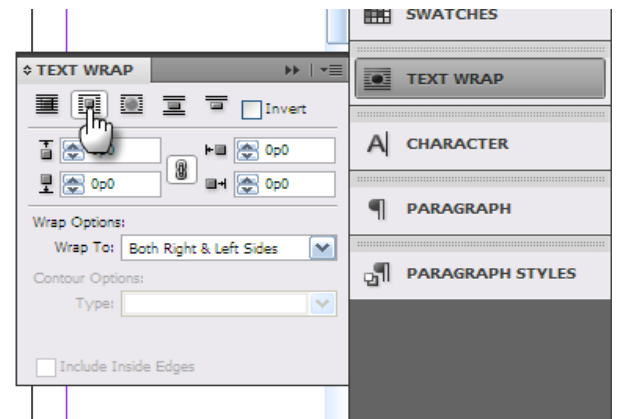 SWATCHES
TEXT WRAP
TEXT WRAP
Invert
CHARACTER
0p0 0p0
0p0 0p0
PARAGRAPH
Wrap Options:
Wrap To: Both Right & Left Sides
Contour Options:
PARAGRAPH STYLES
Type:
Include Inside Edges